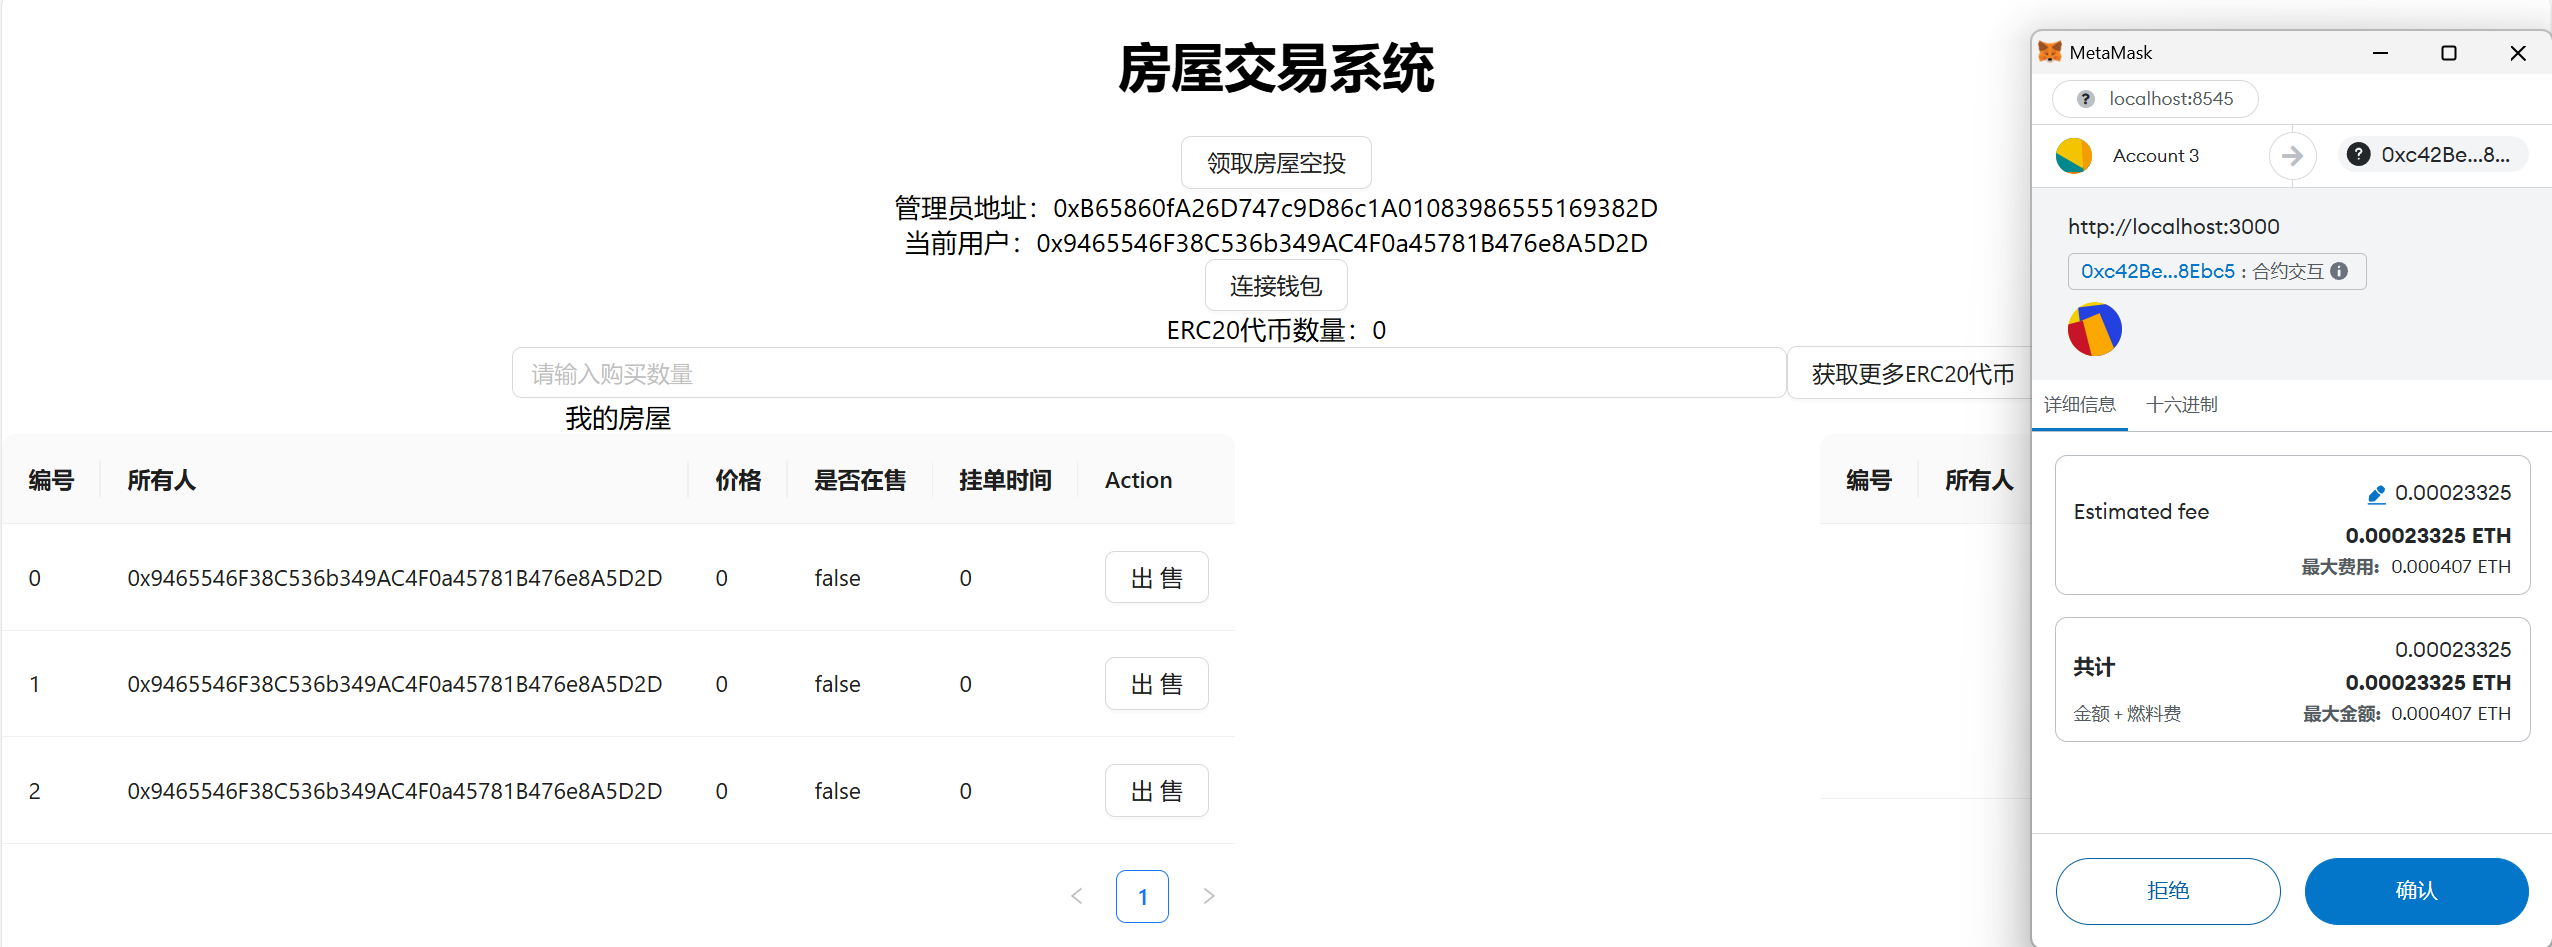 房屋交易系统
领取房屋空投
管理员地址：0xB65860fA26D747c9D86c1A01083986555169382D
当前用户：0x9465546F38C536b349AC4F0a45781B476e8A5D2D
连接钱包
ERC20代币数量：0
请输入购买数量
获取更多ERC20代币
我的房屋
编号 所有人 价格 是否在售 挂单时间 Action
0 0x9465546F38C536b349AC4F0a45781B476e8A5D2D 0 false 0 出 售
1 0x9465546F38C536b349AC4F0a45781B476e8A5D2D 0 false 0 出 售
2 0x9465546F38C536b349AC4F0a45781B476e8A5D2D 0 false 0 出 售
< 1 >
编号 所有人
MetaMask
localhost:8545
Account 3 0xc42Be...8...
http://localhost:3000
0xc42Be...8Ebc5 : 合约交互
详细信息 十六进制
0.00023325
Estimated fee
0.00023325 ETH
最大费用: 0.000407 ETH
0.00023325
共计
0.00023325 ETH
金额 + 燃料费 最大金额: 0.000407 ETH
拒绝 确认